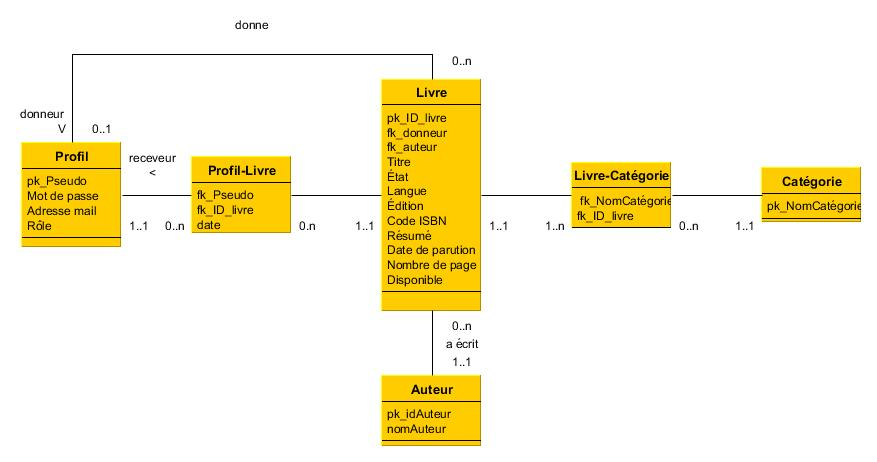 donne
0..n
donneur
V
0..1
Profil
pk_Pseudo
Mot de passe
Adresse mail
Rôle
receveur
<
1..1
0..n
Profil-Livre
fk_Pseudo
fk_ID_livre
date
0..n
1..1
Livre
pk_ID_livre
fk_donneur
fk_auteur
Titre
État
Langue
Édition
Code ISBN
Résumé
Date de parution
Nombre de page
Disponible
1..1
1..n
Livre-Catégorie
fk_NomCatégorie
fk_ID_livre
0..n
1..1
Catégorie
pk_NomCatégorie
0..n
a écrit
1..1
Auteur
pk_idAuteur
nomAuteur